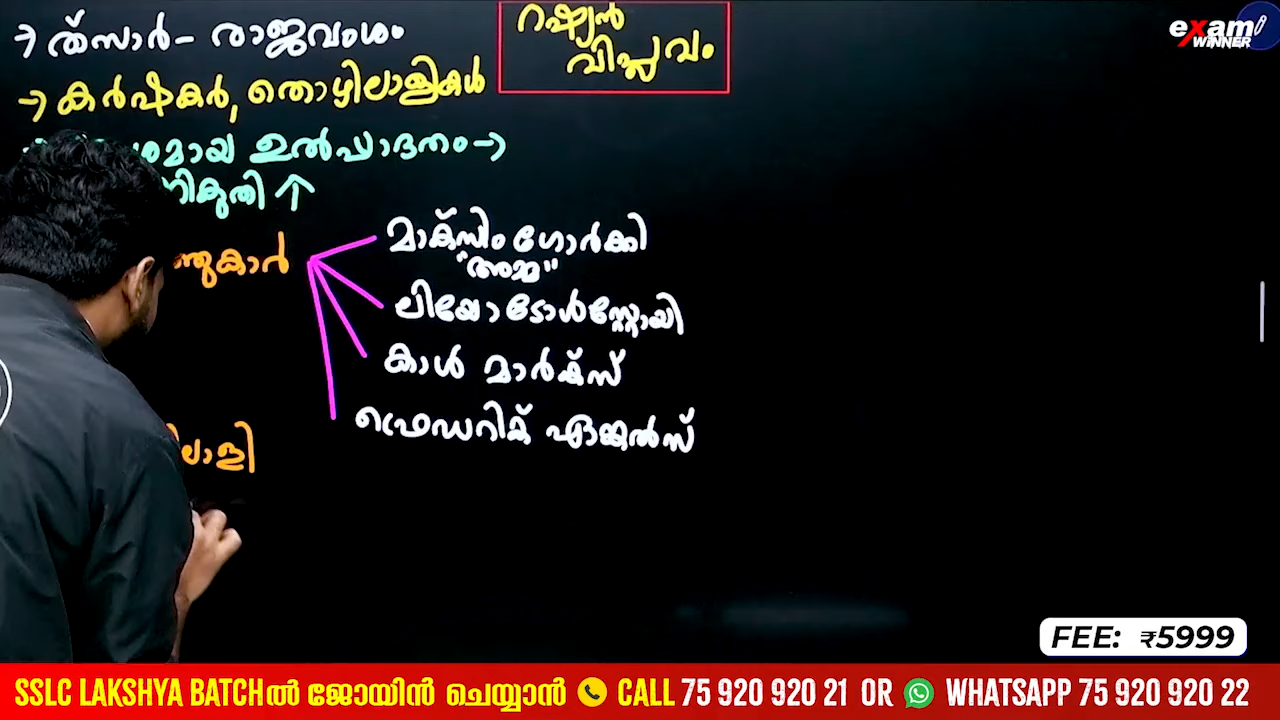 → ത്സാർ - രാജവംശം
റഷ്യൻ
വിപ്ലവം
→ കർഷകർ, തൊഴിലാളികൾ
ഉൽപ്പാദനം →
നികുതി ↑
മാക്സിം ഗോർക്കി
"അമ്മ"
ലിയോ ടോൾസ്റ്റോയി
കാൾ മാർക്സ്
ഫ്രെഡറിക് ഏംഗൽസ്
exam
WINNER
FEE: ₹5999
SSLC LAKSHYA BATCHൽ ജോയിൻ ചെയ്യാൻ CALL 75 920 920 21 OR WHATSAPP 75 920 920 22